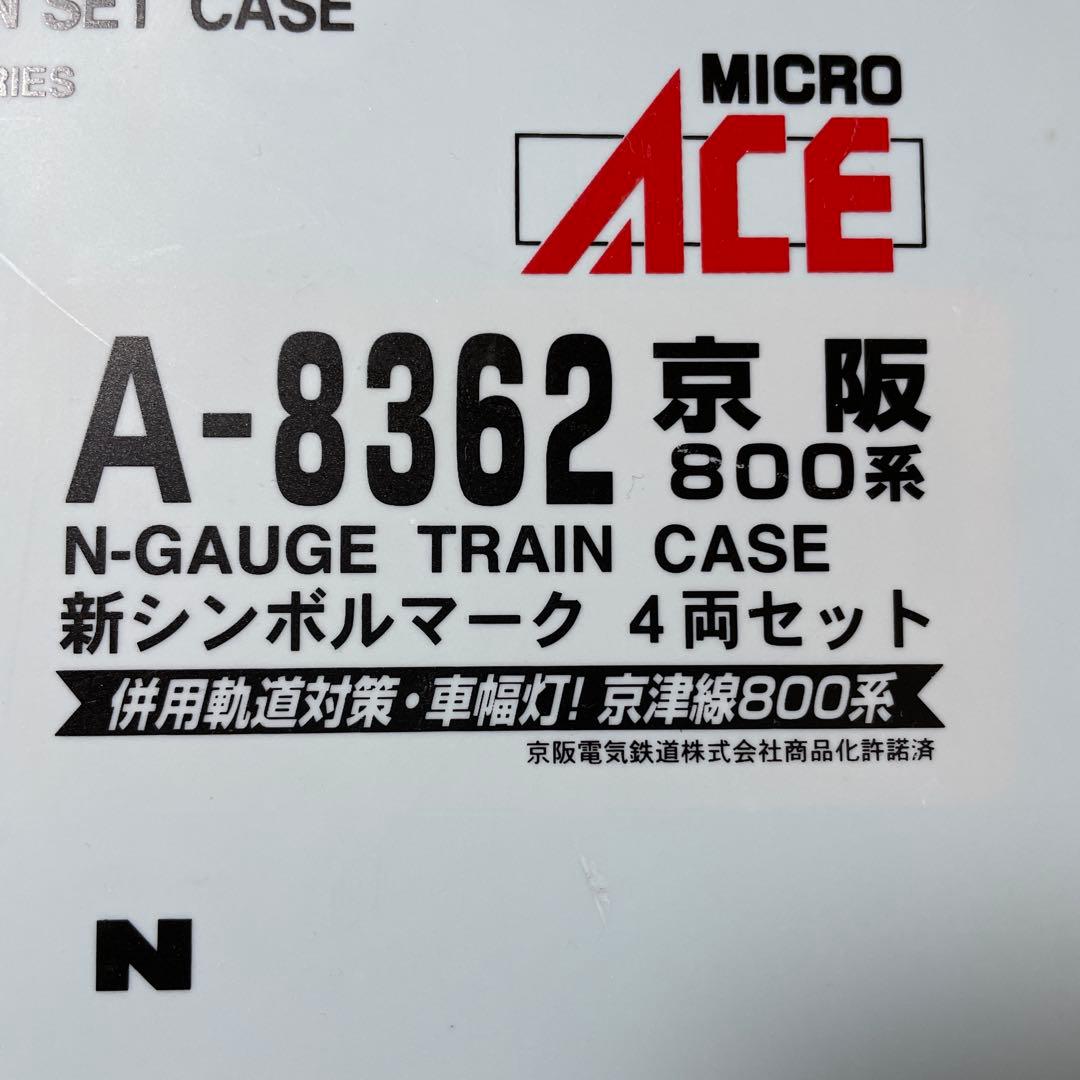 SET CASE
MICRO
ACE
A-8362 京阪
800系
N-GAUGE TRAIN CASE
新シンボルマーク 4両セット
併用軌道対策・車幅灯! 京津線800系
京阪電気鉄道株式会社商品化許諾済
N